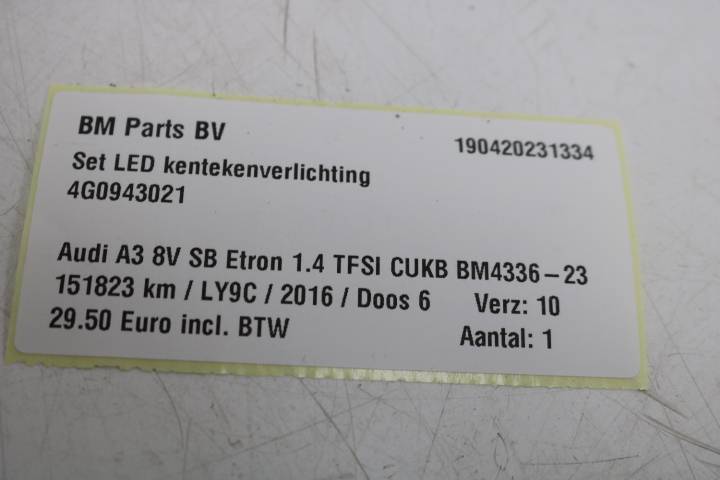 BM Parts BV 190420231334
Set LED kentekenverlichting
4G0943021
Audi A3 8V SB Etron 1.4 TFSI CUKB BM4336-23
151823 km / LY9C / 2016 / Doos 6 Verz: 10
29.50 Euro incl. BTW Aantal: 1